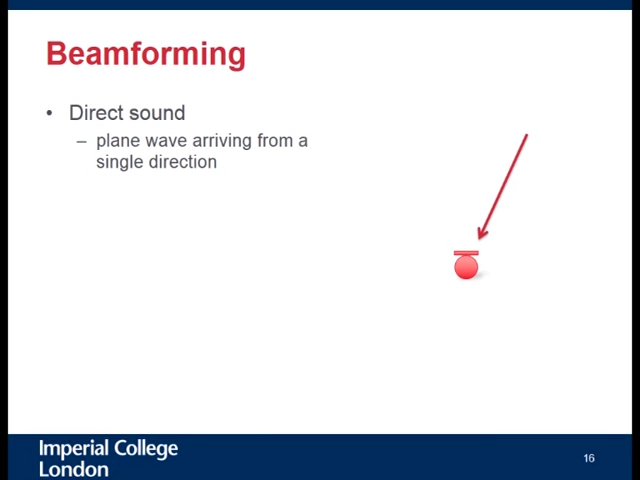 Beamforming
• Direct sound
– plane wave arriving from a
single direction
Imperial College
London
16